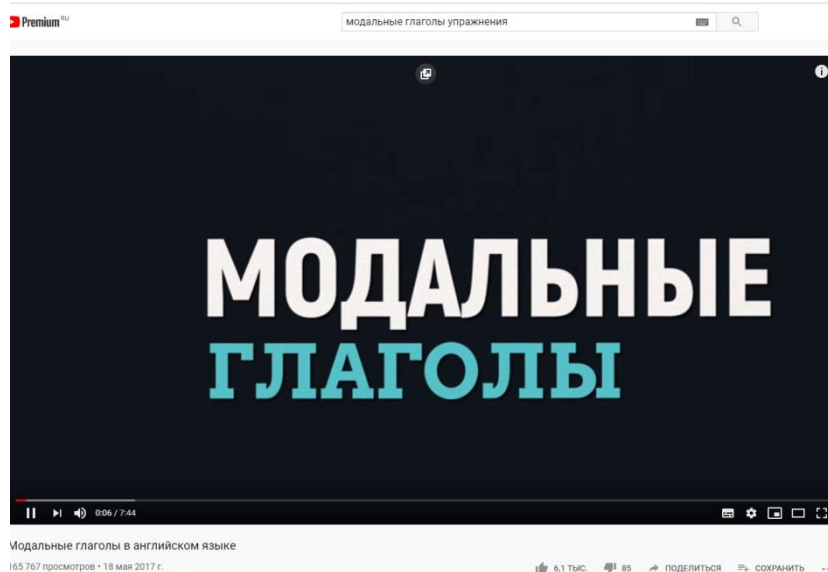 Premium RU
модальные глаголы упражнения
МОДАЛЬНЫЕ
ГЛАГОЛЫ
0:06 / 7:44
Модальные глаголы в английском языке
165 767 просмотров • 18 мая 2017 г.
6,1 ТЫС. 85 ПОДЕЛИТЬСЯ СОХРАНИТЬ